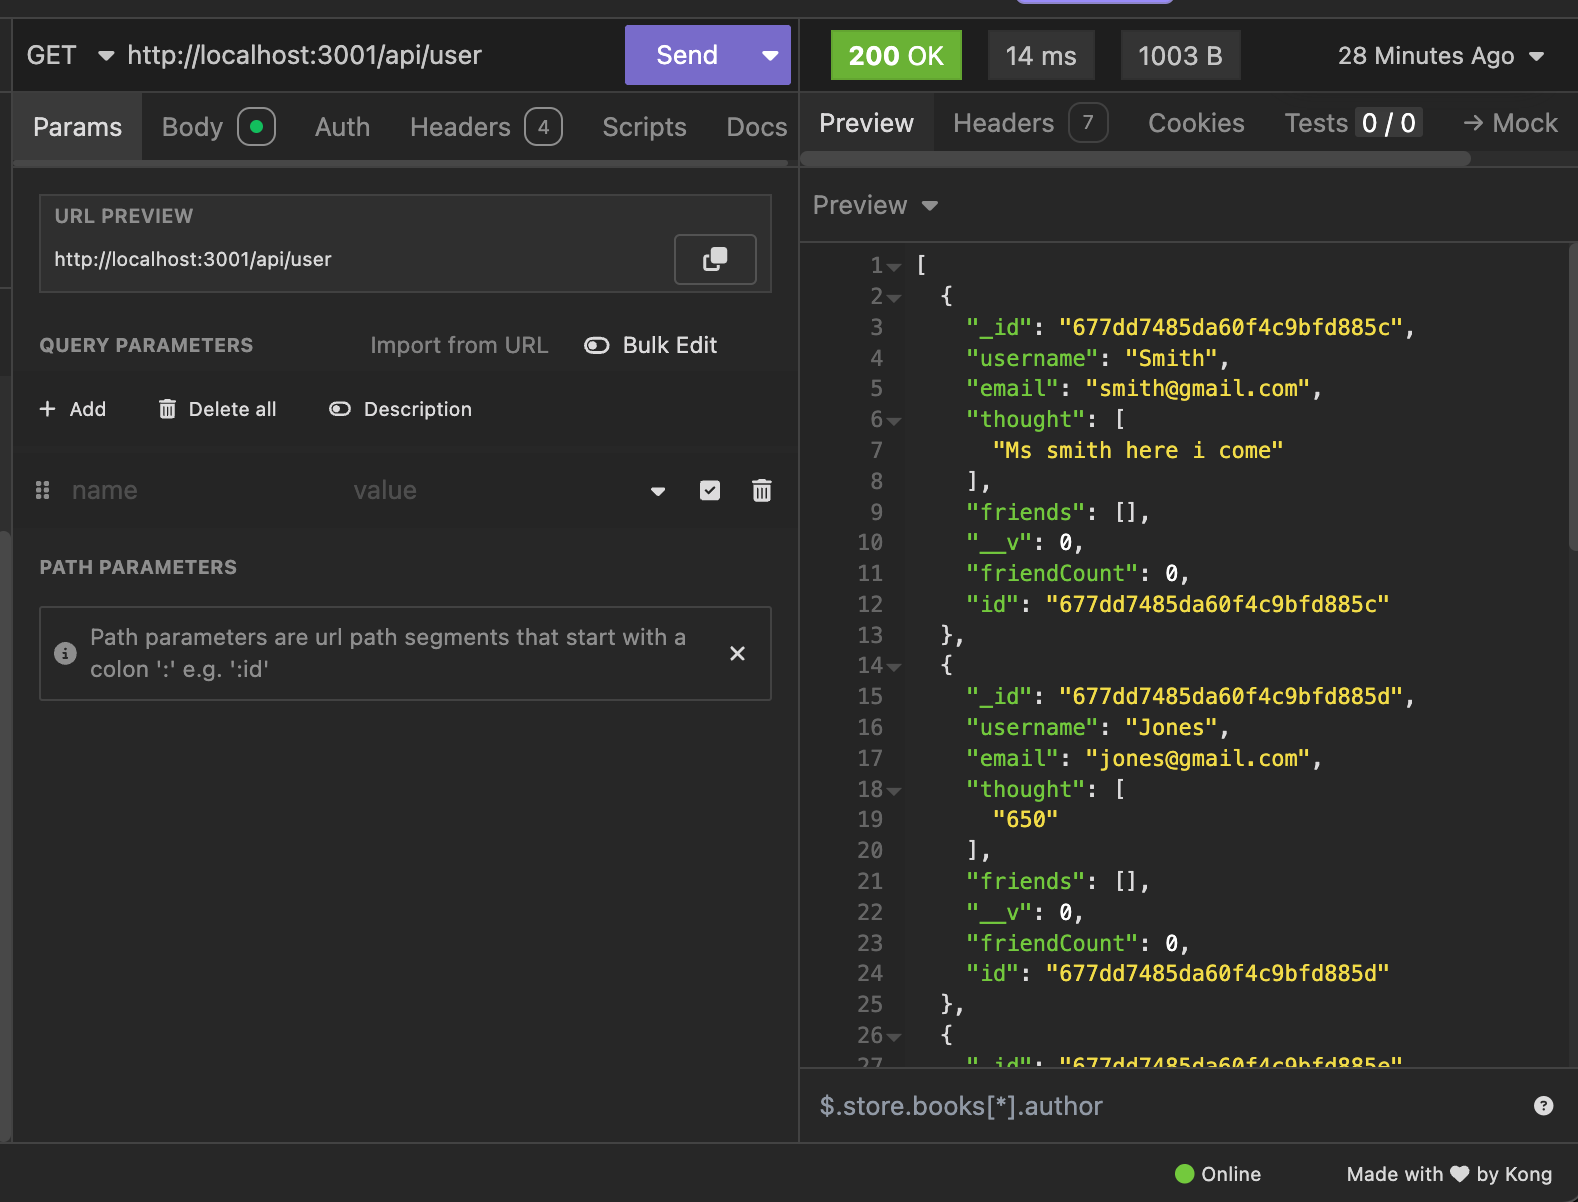 GET http://localhost:3001/api/user Send
Params Body Auth Headers 4 Scripts Docs
URL PREVIEW
http://localhost:3001/api/user
QUERY PARAMETERS Import from URL Bulk Edit
+ Add Delete all Description
name value
PATH PARAMETERS
Path parameters are url path segments that start with a
colon ':' e.g. ':id'
200 OK 14 ms 1003 B 28 Minutes Ago
Preview Headers 7 Cookies Tests 0 / 0 → Mock
Preview
1 [
2 {
3 "_id": "677dd7485da60f4c9bfd885c",
4 "username": "Smith",
5 "email": "smith@gmail.com",
6 "thought": [
7 "Ms smith here i come"
8 ],
9 "friends": [],
10 "__v": 0,
11 "friendCount": 0,
12 "id": "677dd7485da60f4c9bfd885c"
13 },
14 {
15 "_id": "677dd7485da60f4c9bfd885d",
16 "username": "Jones",
17 "email": "jones@gmail.com",
18 "thought": [
19 "650"
20 ],
21 "friends": [],
22 "__v": 0,
23 "friendCount": 0,
24 "id": "677dd7485da60f4c9bfd885d"
25 },
26 {
27 "_id": "677dd7485da60f4c9bfd885e"
$.store.books[*].author
Online Made with ♥ by Kong